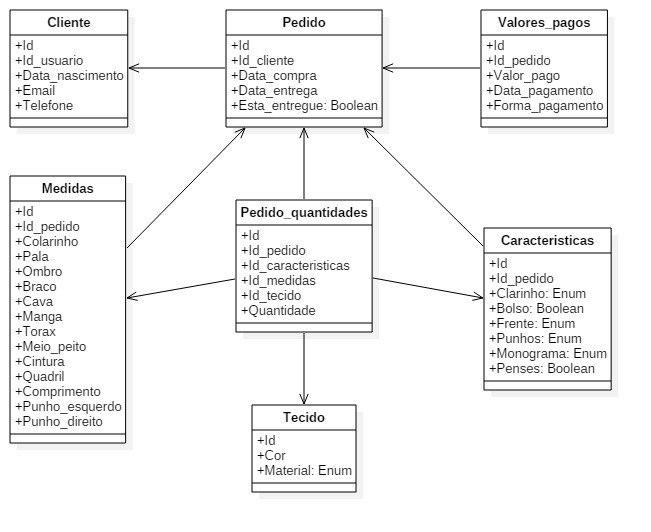 Cliente
+Id
+Id_usuario
+Data_nascimento
+Email
+Telefone
Pedido
+Id
+Id_cliente
+Data_compra
+Data_entrega
+Esta_entregue: Boolean
Valores_pagos
+Id
+Id_pedido
+Valor_pago
+Data_pagamento
+Forma_pagamento
Medidas
+Id
+Id_pedido
+Colarinho
+Pala
+Ombro
+Braco
+Cava
+Manga
+Torax
+Meio_peito
+Cintura
+Quadril
+Comprimento
+Punho_esquerdo
+Punho_direito
Pedido_quantidades
+Id
+Id_pedido
+Id_caracteristicas
+Id_medidas
+Id_tecido
+Quantidade
Caracteristicas
+Id
+Id_pedido
+Clarinho: Enum
+Bolso: Boolean
+Frente: Enum
+Punhos: Enum
+Monograma: Enum
+Penses: Boolean
Tecido
+Id
+Cor
+Material: Enum